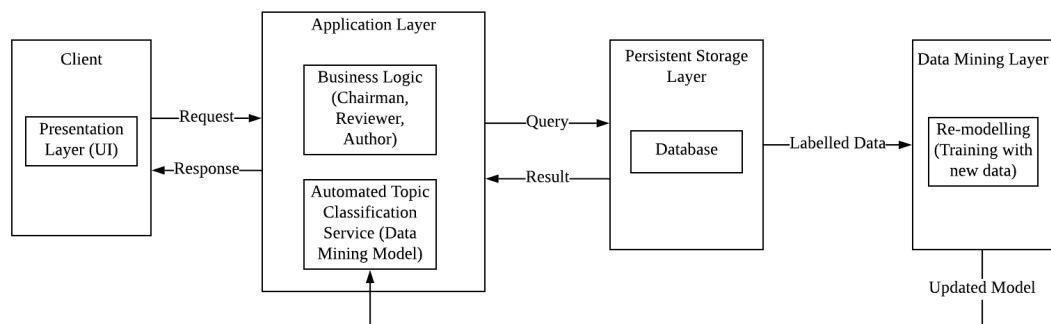 Client
Presentation
Layer (UI)
Request
Response
Application Layer
Business Logic
(Chairman,
Reviewer,
Author)
Automated Topic
Classification
Service (Data
Mining Model)
Query
Result
Persistent Storage
Layer
Database
Labelled Data
Data Mining Layer
Re-modelling
(Training with
new data)
Updated Model